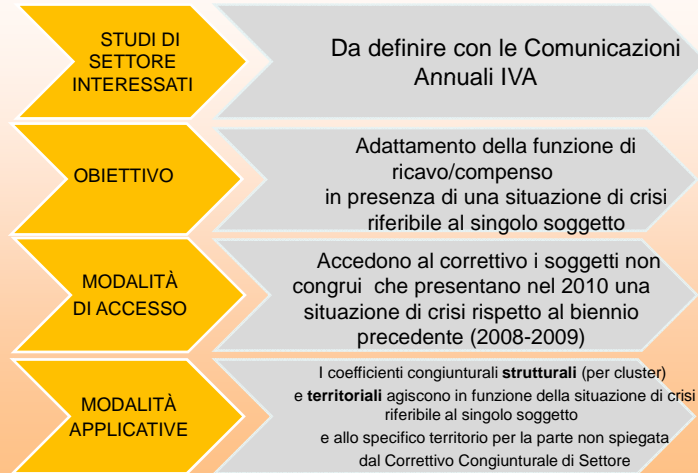 STUDI DI
SETTORE
INTERESSATI
Da definire con le Comunicazioni
Annuali IVA
OBIETTIVO
Adattamento della funzione di
ricavo/compenso
in presenza di una situazione di crisi
riferibile al singolo soggetto
MODALITÀ
DI ACCESSO
Accedono al correttivo i soggetti non
congrui che presentano nel 2010 una
situazione di crisi rispetto al biennio
precedente (2008-2009)
MODALITÀ
APPLICATIVE
I coefficienti congiunturali strutturali (per cluster)
e territoriali agiscono in funzione della situazione di crisi
riferibile al singolo soggetto
e allo specifico territorio per la parte non spiegata
dal Correttivo Congiunturale di Settore